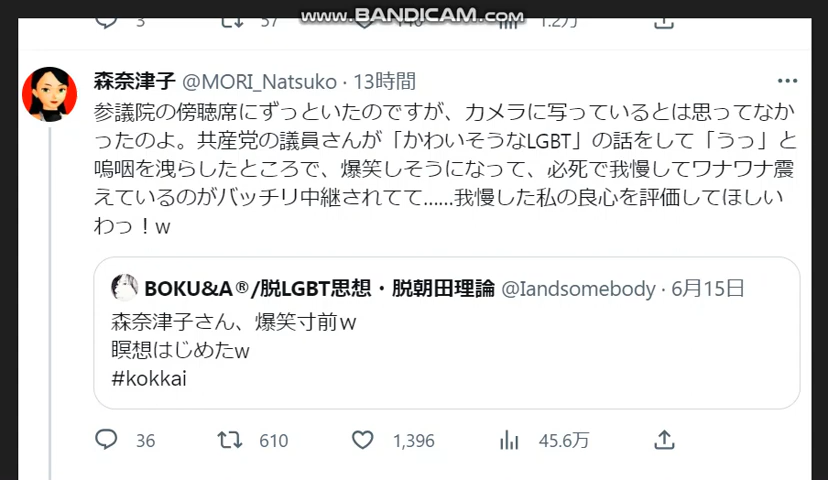 www.BANDICAM.com
3 57 1.2万
森奈津子 @MORI_Natsuko · 13時間
参議院の傍聴席にずっといたのですが、カメラに写っているとは思ってなか
ったのよ。共産党の議員さんが「かわいそうなLGBT」の話をして「うっ」と
嗚咽を洩らしたところで、爆笑しそうになって、必死で我慢してワナワナ震
えているのがバッチリ中継されてて……我慢した私の良心を評価してほしい
わっ！w
BOKU&A®/脱LGBT思想・脱朝田理論 @Iandsomebody · 6月15日
森奈津子さん、爆笑寸前ｗ
瞑想はじめたw
#kokkai
36 610 1,396 45.6万